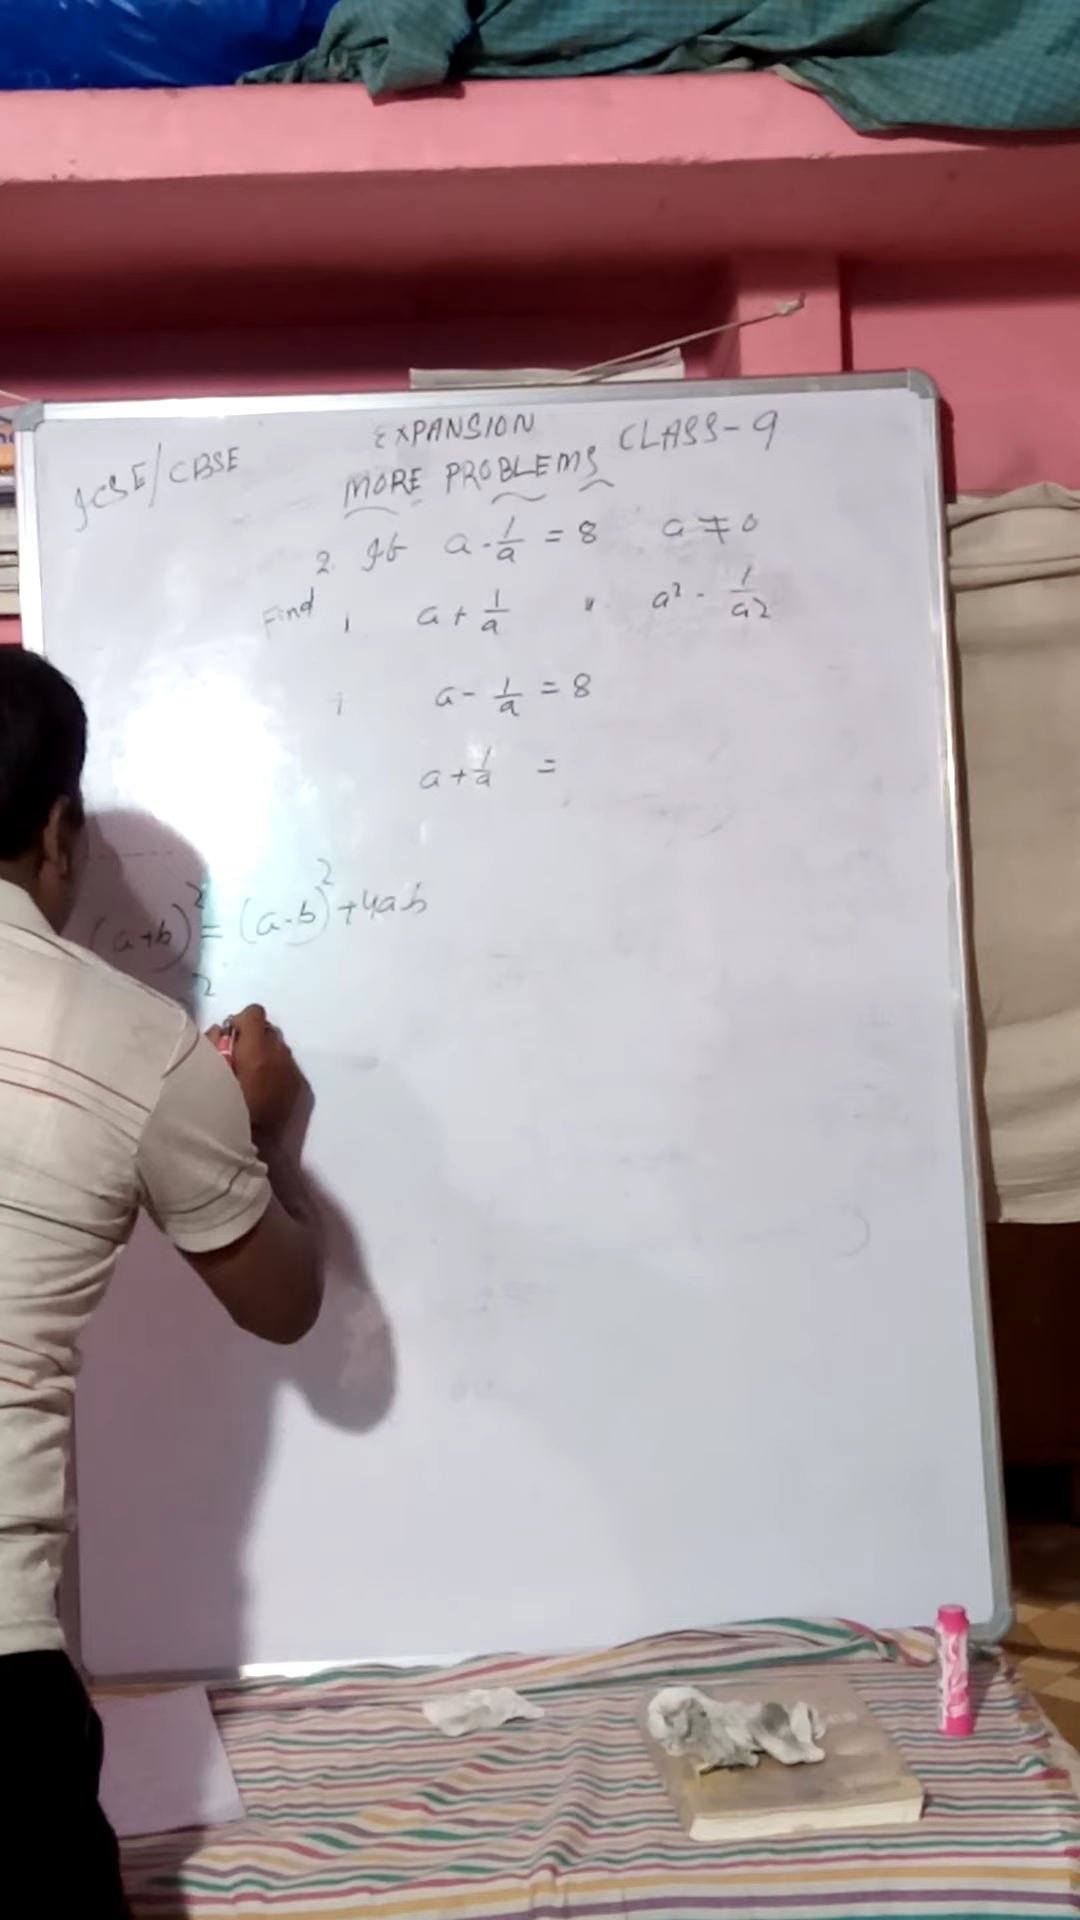 EXPANSION
ICSE/CBSE
MORE PROBLEMS CLASS-9
2. If a - 1/a = 8 a ≠ 0
Find i a + 1/a ii a² - 1/a2
i a - 1/a = 8
a + 1/a =
(a+b)² = (a-b)² + 4ab
2